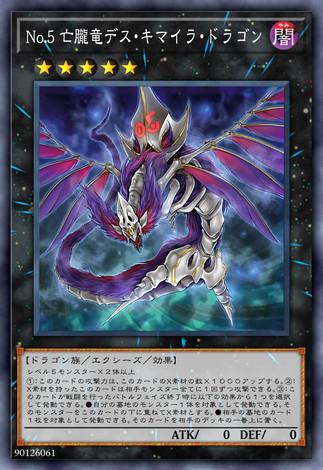 No.5 亡朧竜デス・キマイラ・ドラゴン
やみ
闇
05
【ドラゴン族/エクシーズ/効果】
レベル5モンスター×2体以上
①:このカードの攻撃力は、このカードのX素材の数×1000アップする。②:
X素材を持ったこのカードは相手モンスター全てに1回ずつ攻撃できる。③:こ
のカードが戦闘を行ったバトルフェイズ終了時に以下の効果から1つを選択
して発動できる。●自分の墓地のモンスター1体を対象として発動できる。そ
のモンスターをこのカードの下に重ねてX素材とする。●相手の墓地のカード
1枚を対象として発動できる。そのカードを相手のデッキの一番上に置く。
ATK/ 0 DEF/ 0
90126061